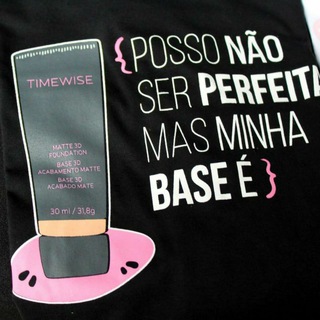 TIMEWISE
MATTE 3D
FOUNDATION
BASE 3D
ACABAMENTO MATTE
BASE 3D
ACABADO MATE
30 ml / 31,8g
{POSSO NÃO
SER PERFEITA
MAS MINHA
BASE É}